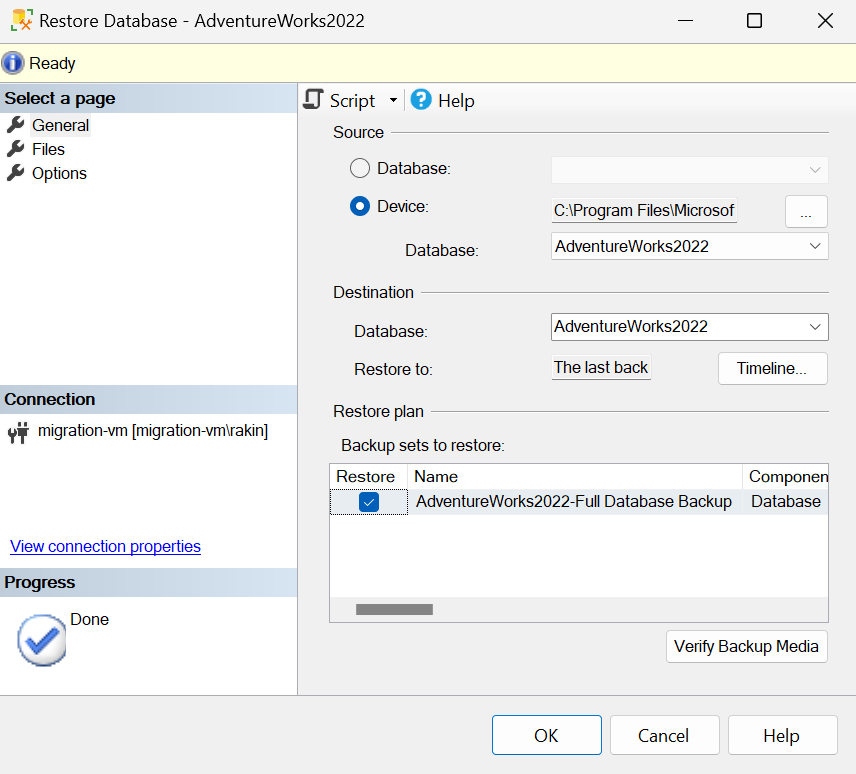 Restore Database - AdventureWorks2022
Ready
Select a page
General
Files
Options
Connection
migration-vm [migration-vm\rakin]
View connection properties
Progress
Done
Script
Help
Source
Database:
Device:
C:\Program Files\Microsof
...
Database:
AdventureWorks2022
Destination
Database:
AdventureWorks2022
Restore to:
The last back
Timeline...
Restore plan
Backup sets to restore:
Restore Name Componen
AdventureWorks2022-Full Database Backup Database
Verify Backup Media
OK Cancel Help